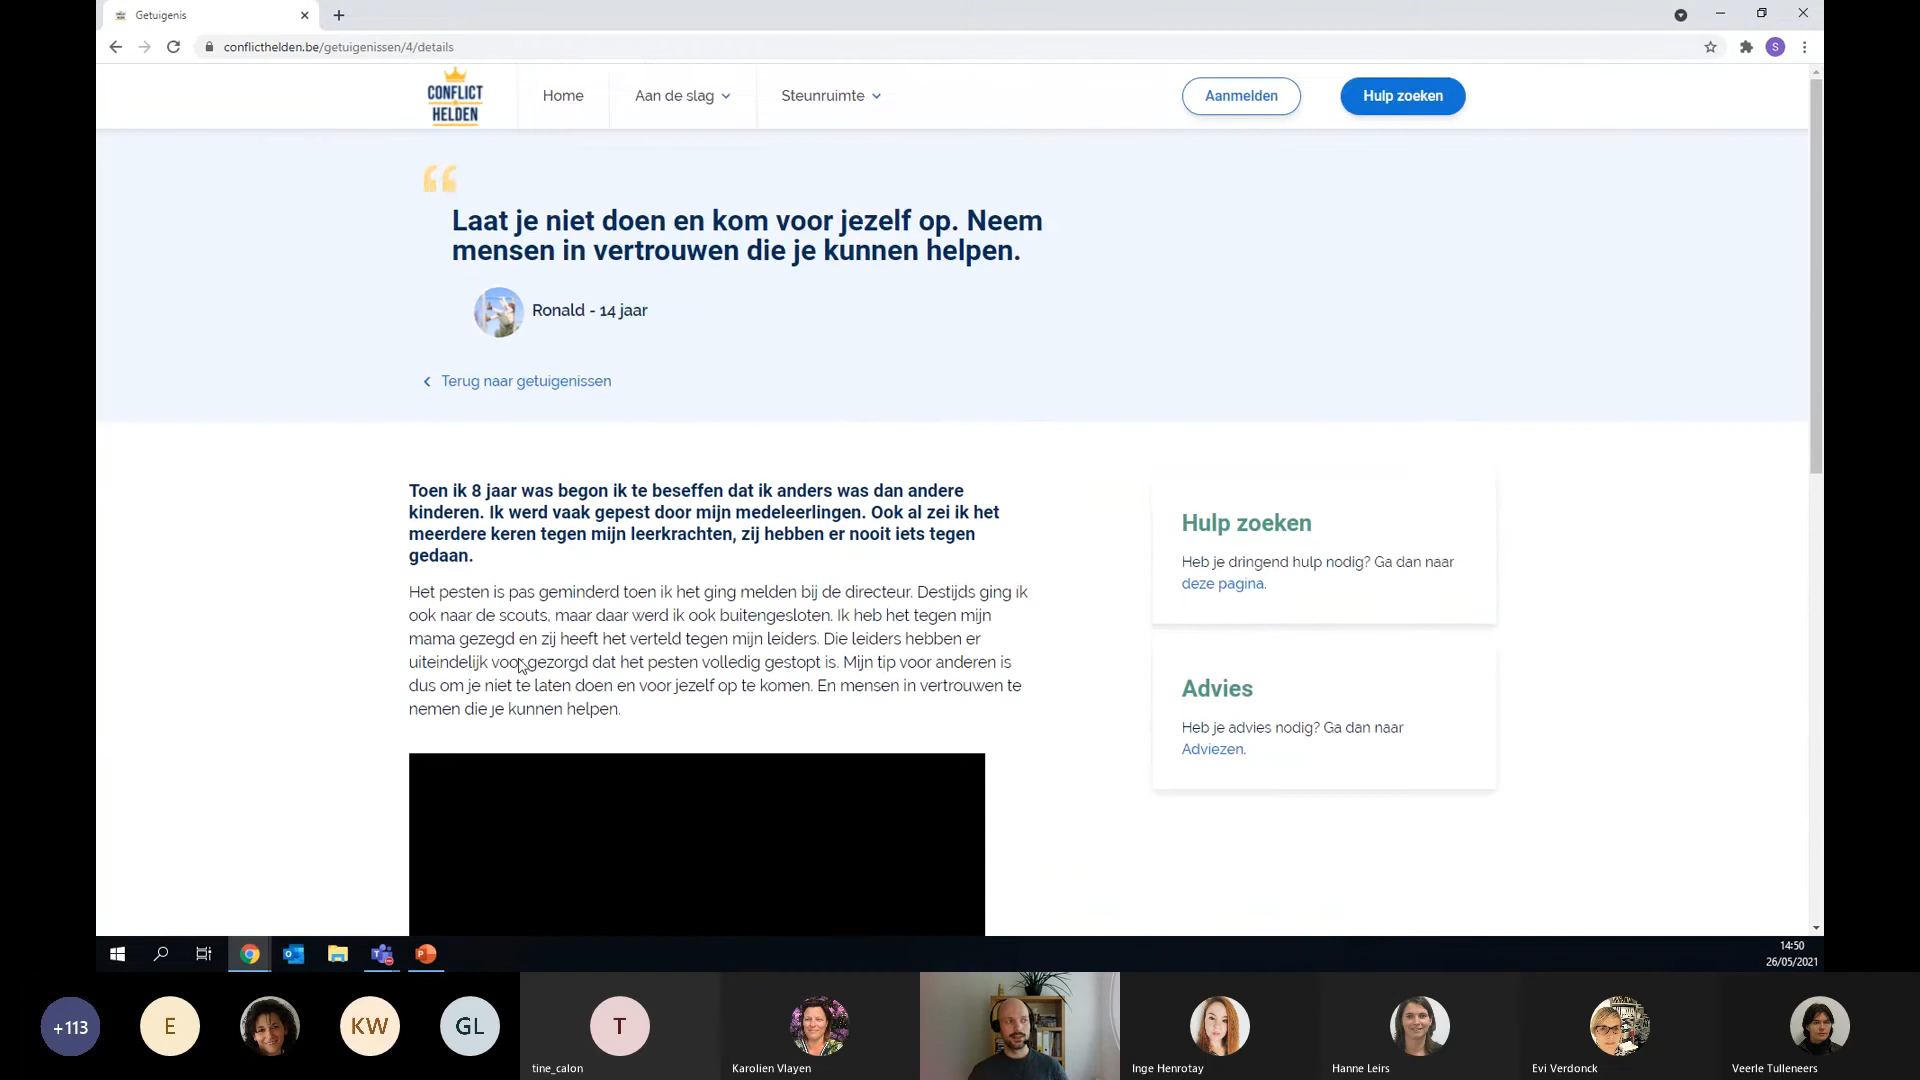 Getuigenis
conflicthelden.be/getuigenissen/4/details
S
CONFLICT
HELDEN
Home
Aan de slag
Steunruimte
Aanmelden
Hulp zoeken
Laat je niet doen en kom voor jezelf op. Neem
mensen in vertrouwen die je kunnen helpen.
Ronald - 14 jaar
Terug naar getuigenissen
Toen ik 8 jaar was begon ik te beseffen dat ik anders was dan andere
kinderen. Ik werd vaak gepest door mijn medeleerlingen. Ook al zei ik het
meerdere keren tegen mijn leerkrachten, zij hebben er nooit iets tegen
gedaan.
Het pesten is pas geminderd toen ik het ging melden bij de directeur. Destijds ging ik
ook naar de scouts, maar daar werd ik ook buitengesloten. Ik heb het tegen mijn
mama gezegd en zij heeft het verteld tegen mijn leiders. Die leiders hebben er
uiteindelijk voor gezorgd dat het pesten volledig gestopt is. Mijn tip voor anderen is
dus om je niet te laten doen en voor jezelf op te komen. En mensen in vertrouwen te
nemen die je kunnen helpen.
Hulp zoeken
Heb je dringend hulp nodig? Ga dan naar
deze pagina.
Advies
Heb je advies nodig? Ga dan naar
Adviezen.
14:50
26/05/2021
+113
E
KW
GL
T
tine_calon
Karolien Vlayen
Inge Henrotay
Hanne Leirs
Evi Verdonck
Veerle Tulleneers